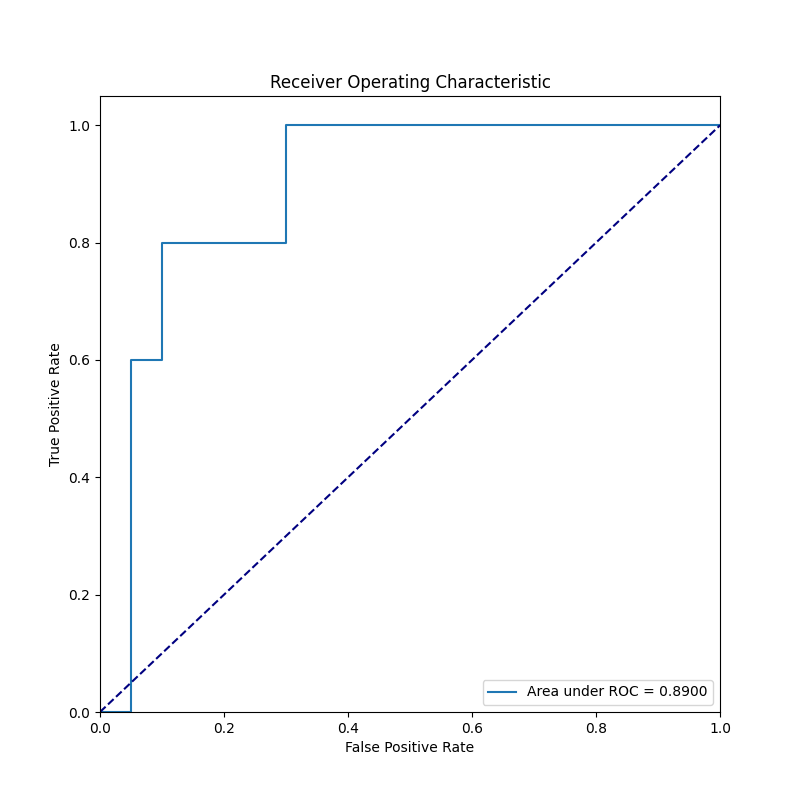 Receiver Operating Characteristic
1.0
0.8
0.6
0.4
0.2
0.0
True Positive Rate
Area under ROC = 0.8900
0.0 0.2 0.4 0.6 0.8 1.0
False Positive Rate